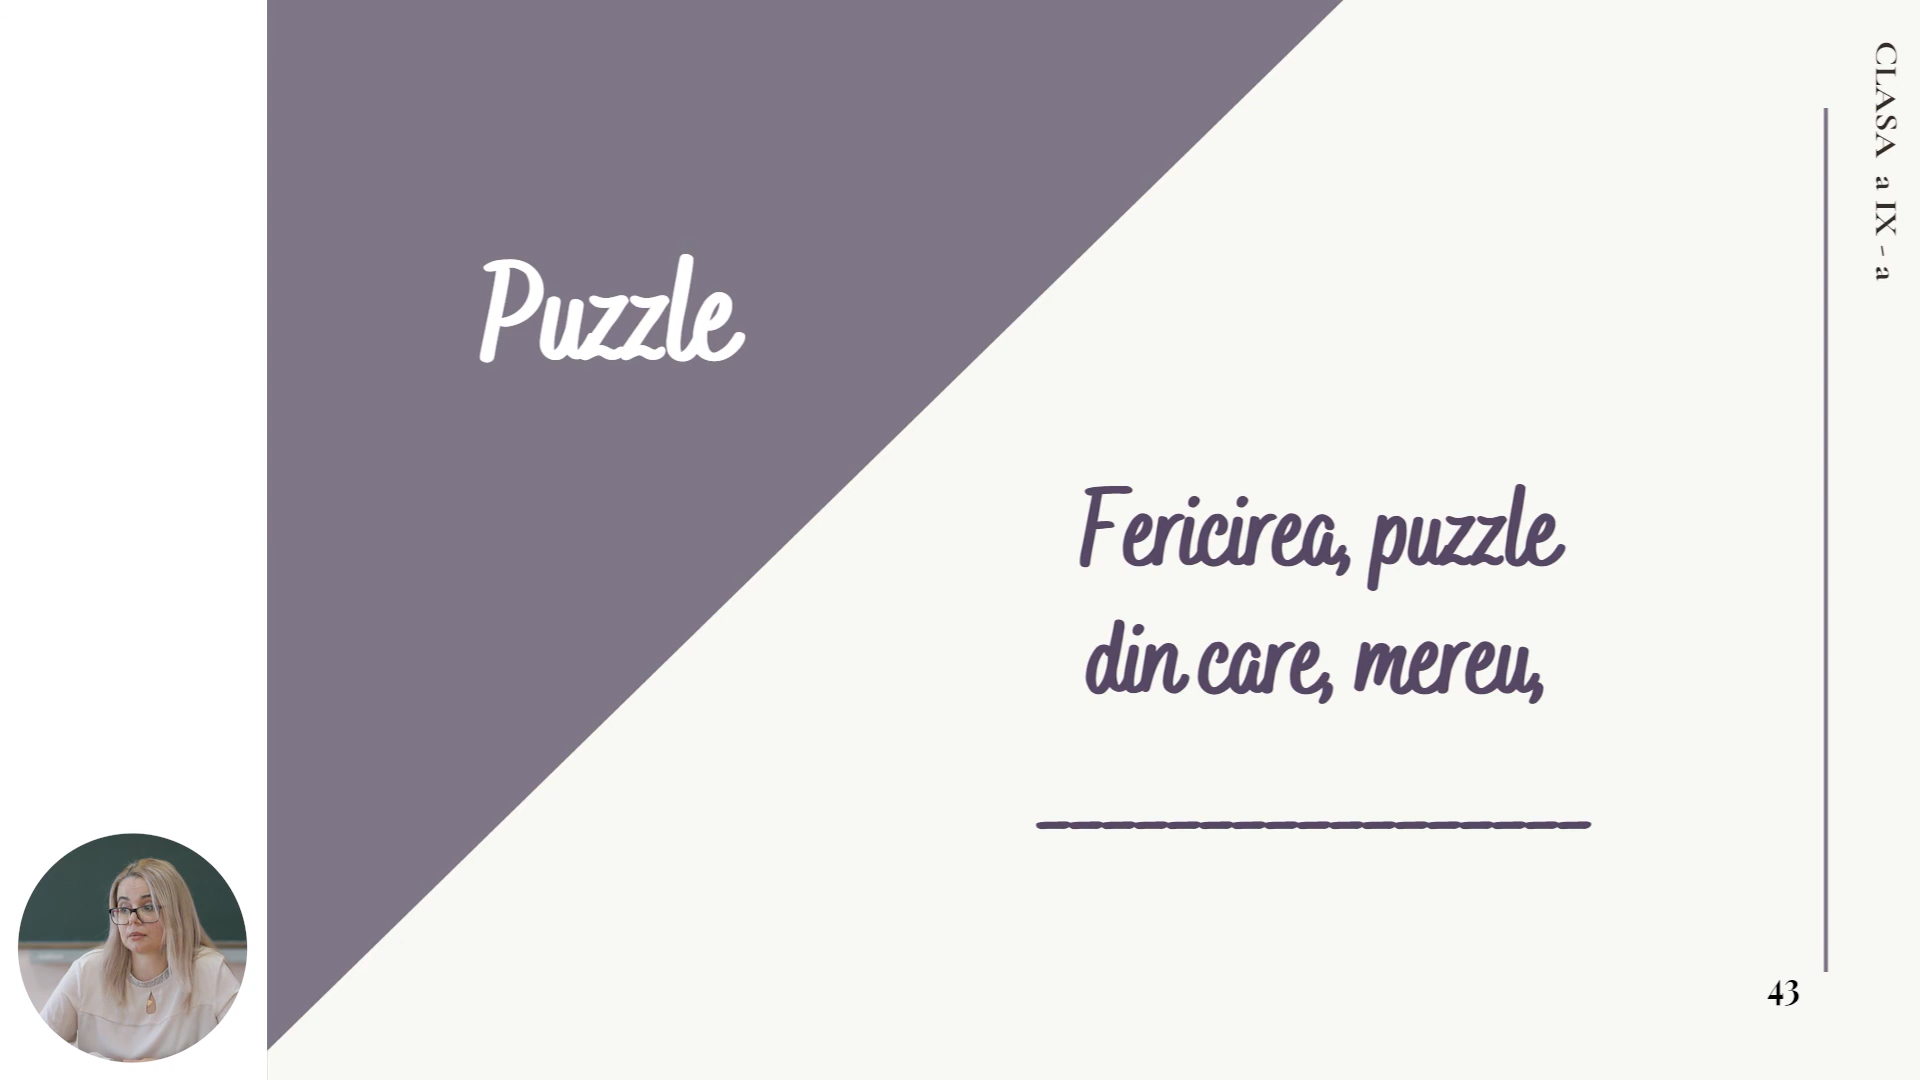 Puzzle
Fericirea, puzzle
din care, mereu,
CLASA a IX - a
43